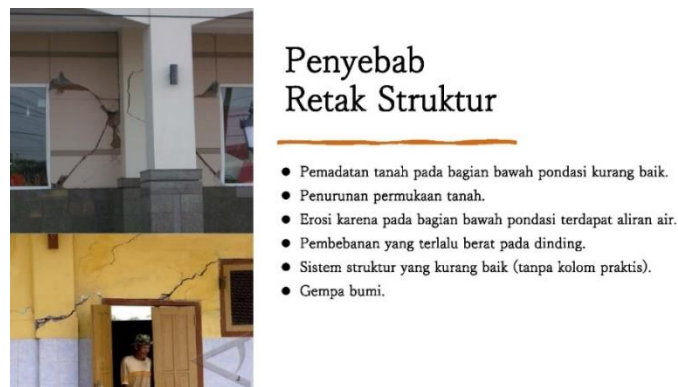 Penyebab
Retak Struktur
● Pemadatan tanah pada bagian bawah pondasi kurang baik.
● Penurunan permukaan tanah.
● Erosi karena pada bagian bawah pondasi terdapat aliran air.
● Pembebanan yang terlalu berat pada dinding.
● Sistem struktur yang kurang baik (tanpa kolom praktis).
● Gempa bumi.